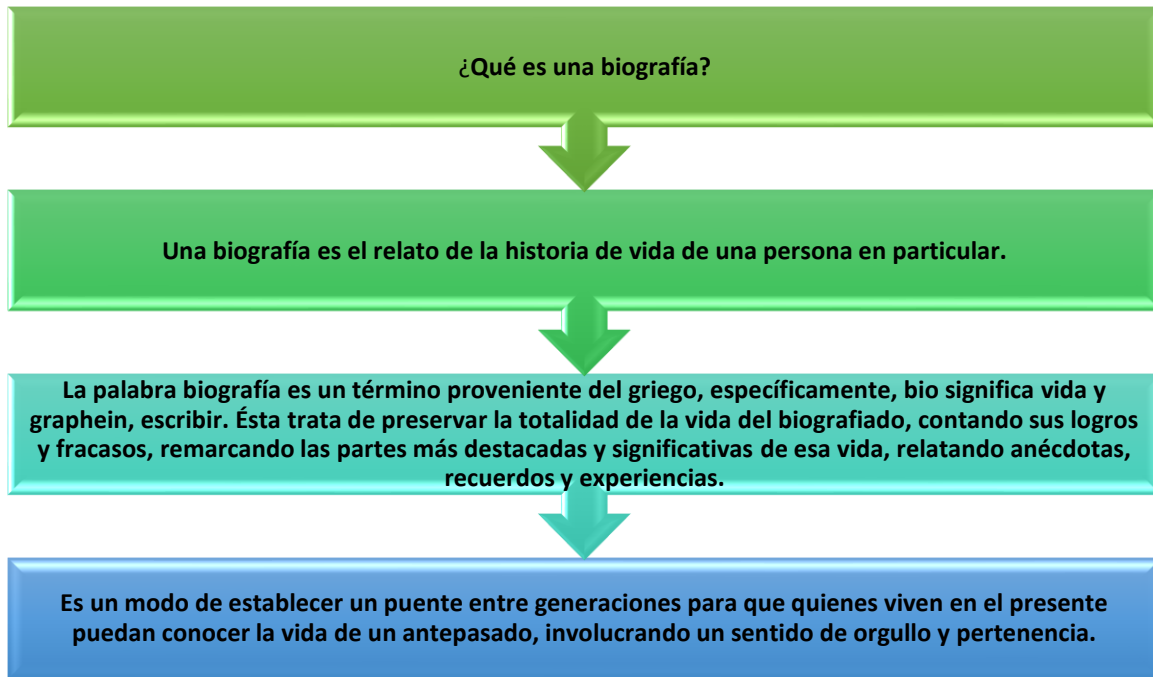 ¿Qué es una biografía?
Una biografía es el relato de la historia de vida de una persona en particular.
La palabra biografía es un término proveniente del griego, específicamente, bio significa vida y
graphein, escribir. Ésta trata de preservar la totalidad de la vida del biografiado, contando sus logros
y fracasos, remarcando las partes más destacadas y significativas de esa vida, relatando anécdotas,
recuerdos y experiencias.
Es un modo de establecer un puente entre generaciones para que quienes viven en el presente
puedan conocer la vida de un antepasado, involucrando un sentido de orgullo y pertenencia.